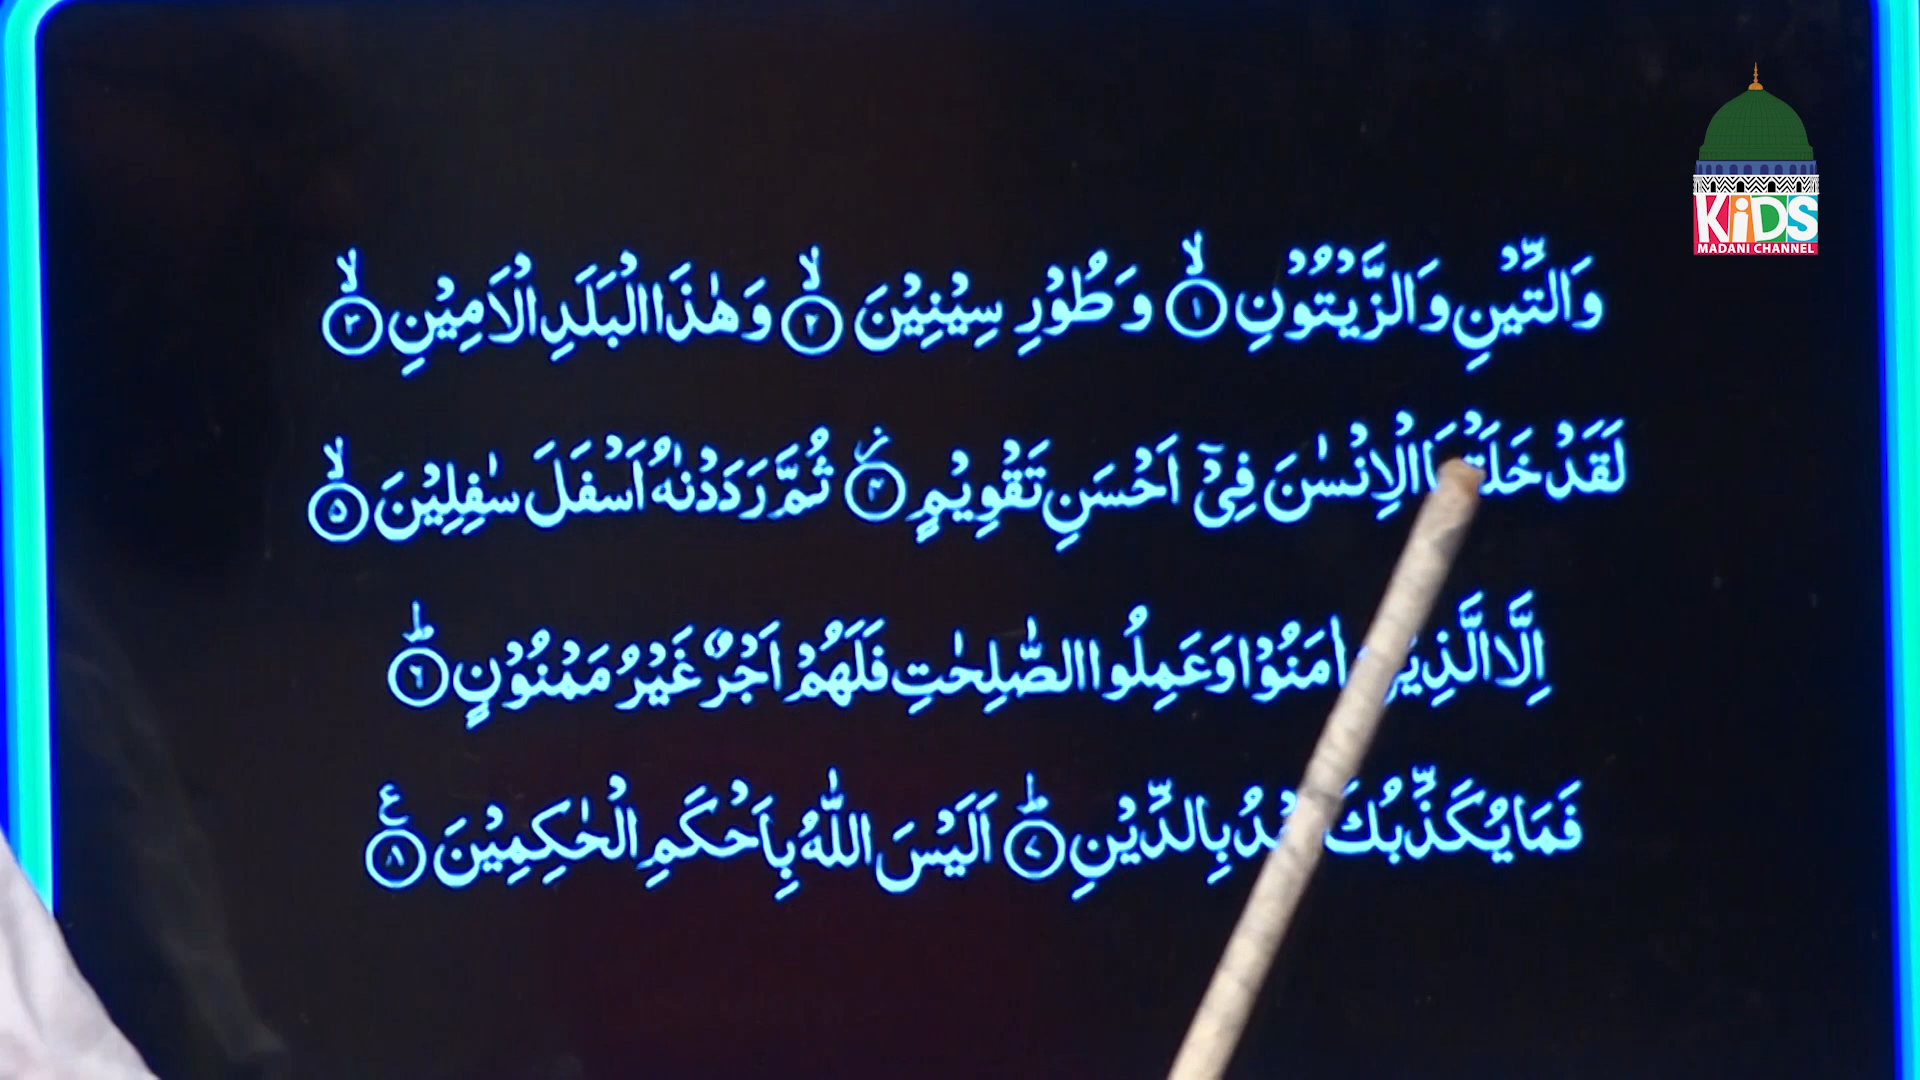 وَالتِّيْنِ وَالزَّيْتُوْنِ ۙ﴿۱﴾ وَطُوْرِ سِيْنِيْنَ ۙ﴿۲﴾ وَهٰذَا الْبَلَدِ الْاَمِيْنِ ۙ﴿۳﴾
لَقَدْ الْاِنْسٰنَ فِیْۤ اَحْسَنِ تَقْوِيْمٍ ۫﴿۴﴾ ثُمَّ رَدَدْنٰهُ اَسْفَلَ سٰفِلِيْنَ ۙ﴿۵﴾
اِلَّا الَّذِيْنَ اٰمَنُوْا وَعَمِلُوا الصّٰلِحٰتِ فَلَهُمْ اَجْرٌ غَيْرُ مَمْنُوْنٍ ؕ﴿۶﴾
فَمَا يُكَذِّبُكَ بِالدِّيْنِ ؕ﴿۷﴾ اَلَيْسَ اللّٰهُ بِاَحْكَمِ الْحٰكِمِيْنَ ﴿۸﴾ ع
KiDS
MADANI CHANNEL